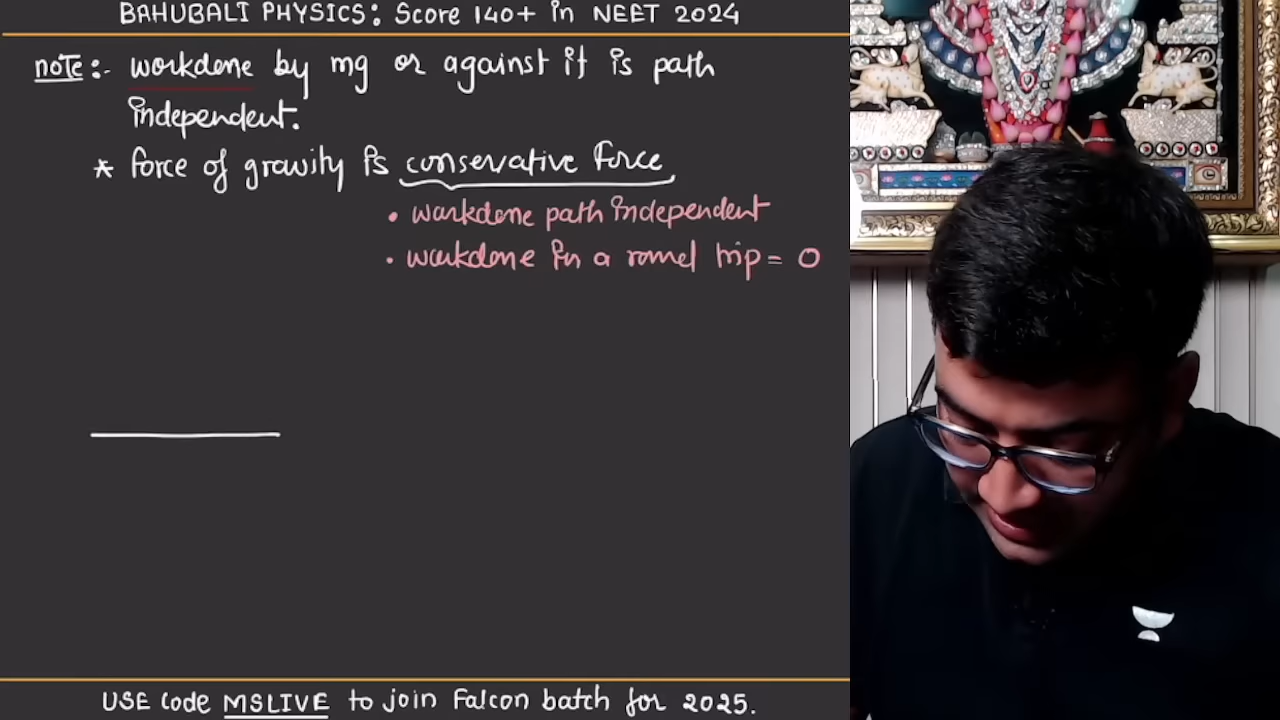 BAHUBALI PHYSICS: Score 140+ in NEET 2024
note:- workdone by mg or against it is path
independent.
* force of gravity is conservative force
• workdone path independent
• workdone in a round trip = 0
USE Code MSLIVE to join Falcon batch for 2025.